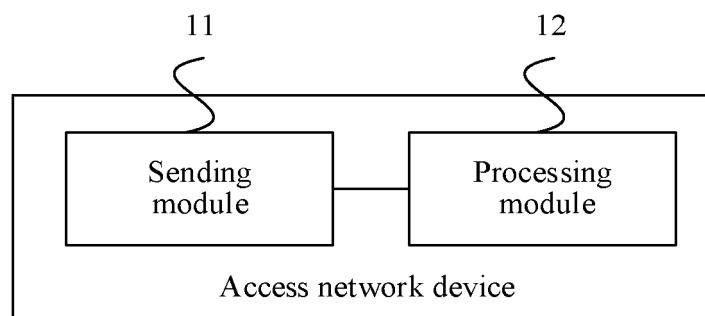 11
12
Sending
module
Processing
module
Access network device